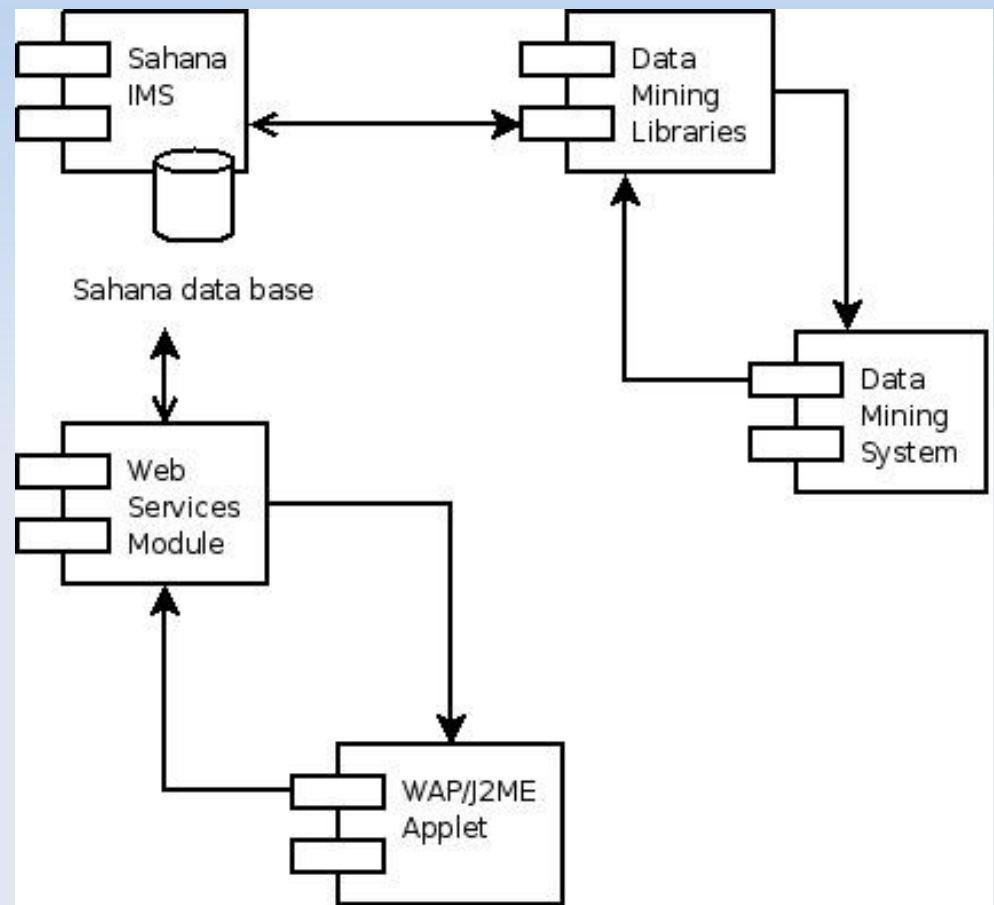 Sahana
IMS
Data
Mining
Libraries
Sahana data base
Data
Mining
System
Web
Services
Module
WAP/J2ME
Applet